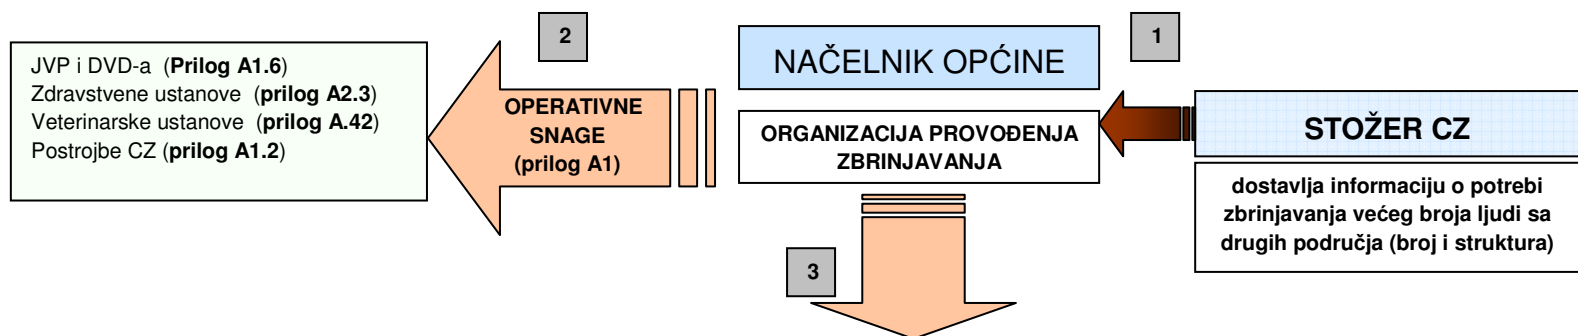 2
1
NAČELNIK OPĆINE
JVP i DVD-a (Prilog A1.6)
Zdravstvene ustanove (prilog A2.3)
Veterinarske ustanove (prilog A.42)
Postrojbe CZ (prilog A1.2)
OPERATIVNE
SNAGE
(prilog A1)
ORGANIZACIJA PROVOĐENJA
ZBRINJAVANJA
STOŽER CZ
dostavlja informaciju o potrebi
zbrinjavanja većeg broja ljudi sa
drugih područja (broj i struktura)
3